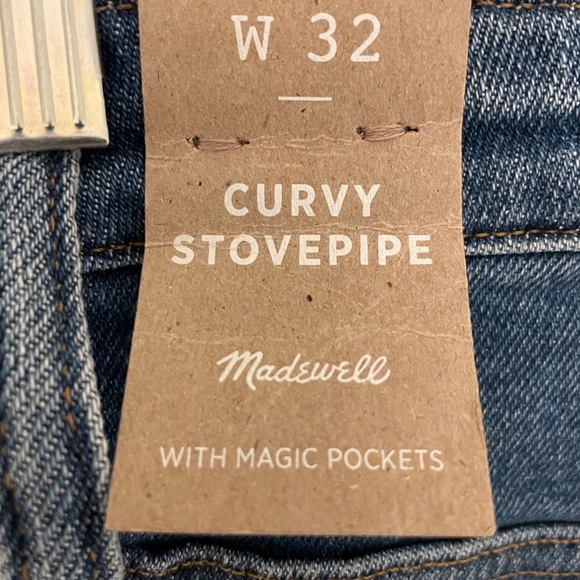 W 32
CURVY
STOVEPIPE
Madewell
WITH MAGIC POCKETS